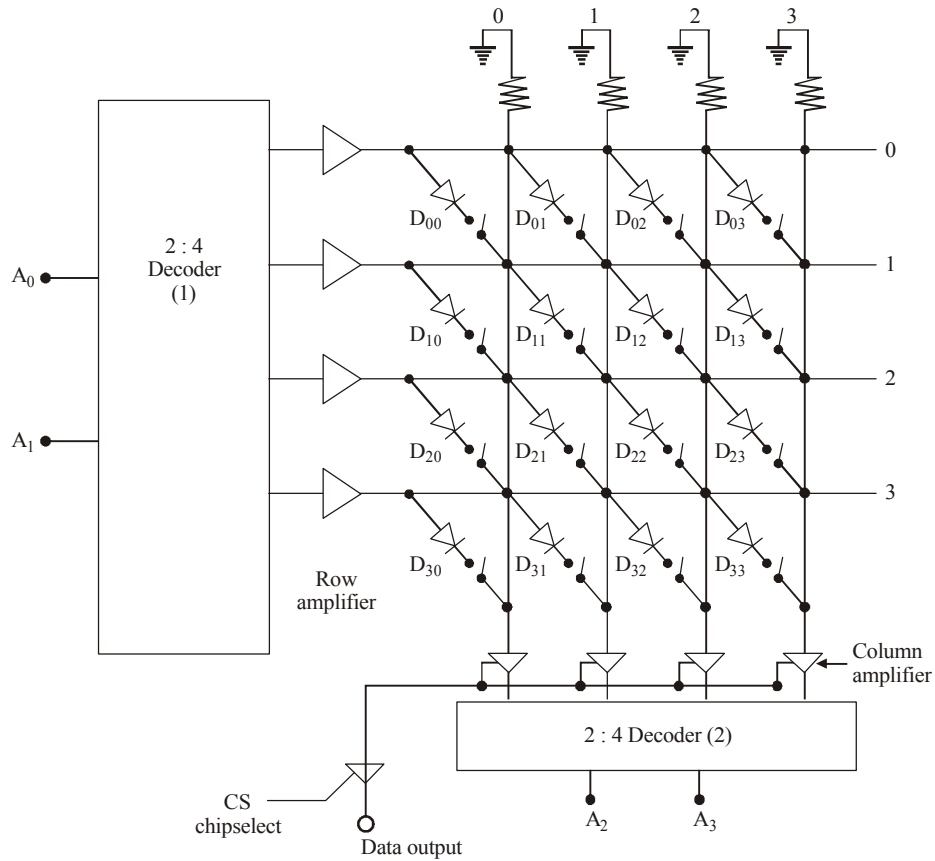 0 1 2 3
0
D₀₀ D₀₁ D₀₂ D₀₃
2 : 4
Decoder
(1)
A₀
1
D₁₀ D₁₁ D₁₂ D₁₃
2
A₁
D₂₀ D₂₁ D₂₂ D₂₃
3
D₃₀ D₃₁ D₃₂ D₃₃
Row
amplifier
Column
amplifier
2 : 4 Decoder (2)
CS
chipselect
A₂ A₃
Data output